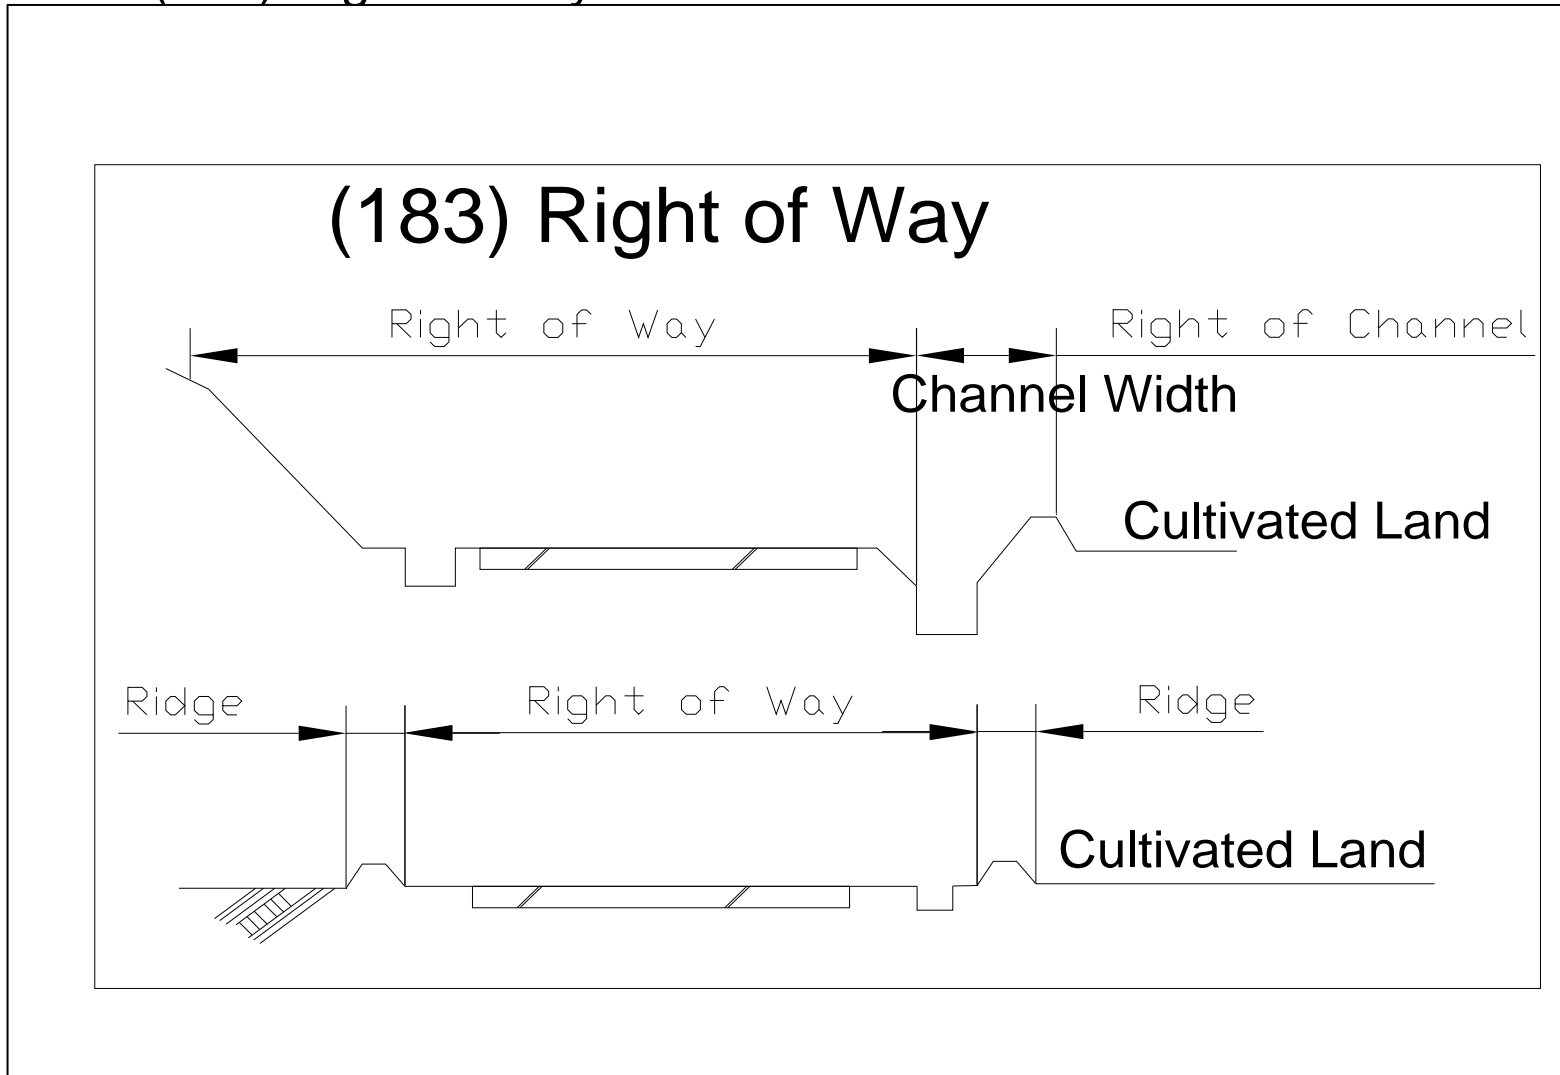 (183) Right of Way
Right of Way
Right of Channel
Channel Width
Cultivated Land
Ridge
Right of Way
Ridge
Cultivated Land